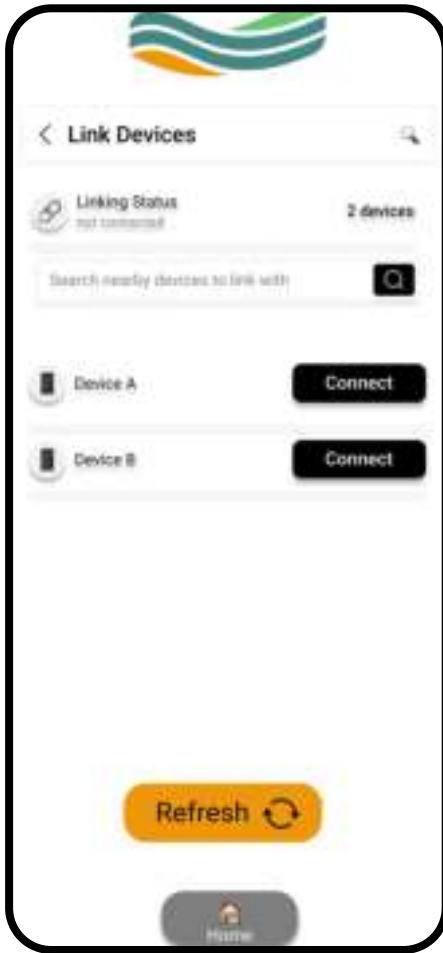 Link Devices
Linking Status
not connected
2 devices
Search nearby devices to link with
Device A
Connect
Device B
Connect
Refresh
Home